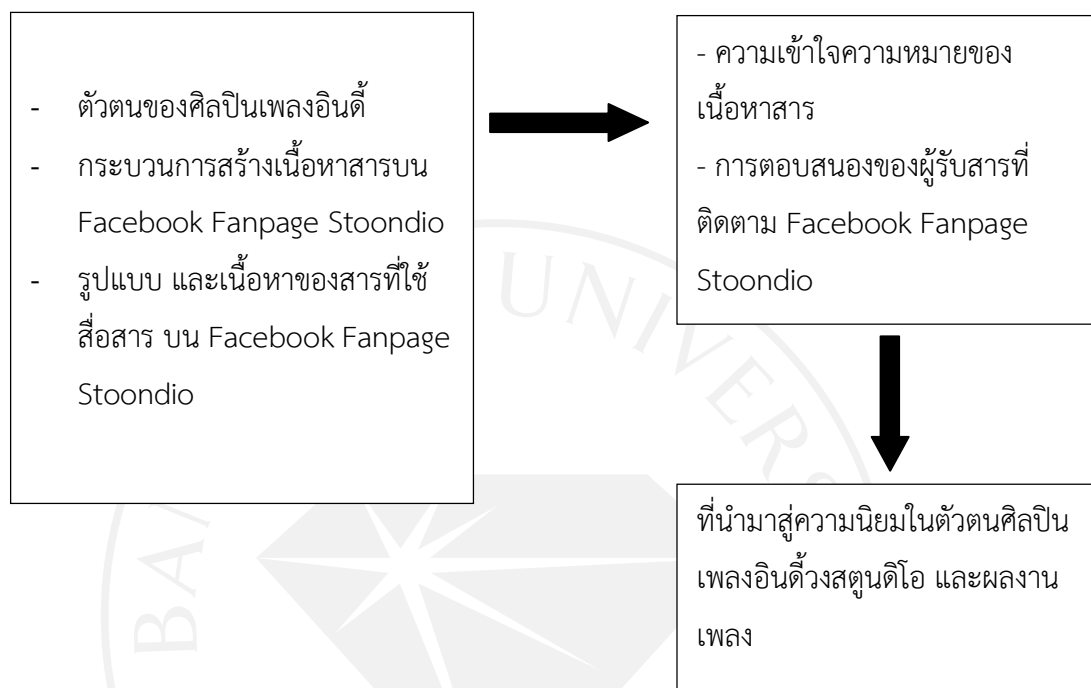 - ตัวตนของศิลปินเพลงอินดี้
- กระบวนการสร้างเนื้อหาสารบน
Facebook Fanpage Stoondio
- รูปแบบ และเนื้อหาของสารที่ใช้
สื่อสาร บน Facebook Fanpage
Stoondio
- ความเข้าใจความหมายของ
เนื้อหาสาร
- การตอบสนองของผู้รับสารที่
ติดตาม Facebook Fanpage
Stoondio
ที่นำมาสู่ความนิยมในตัวตนศิลปิน
เพลงอินดี้วงสตูนดิโอ และผลงาน
เพลง